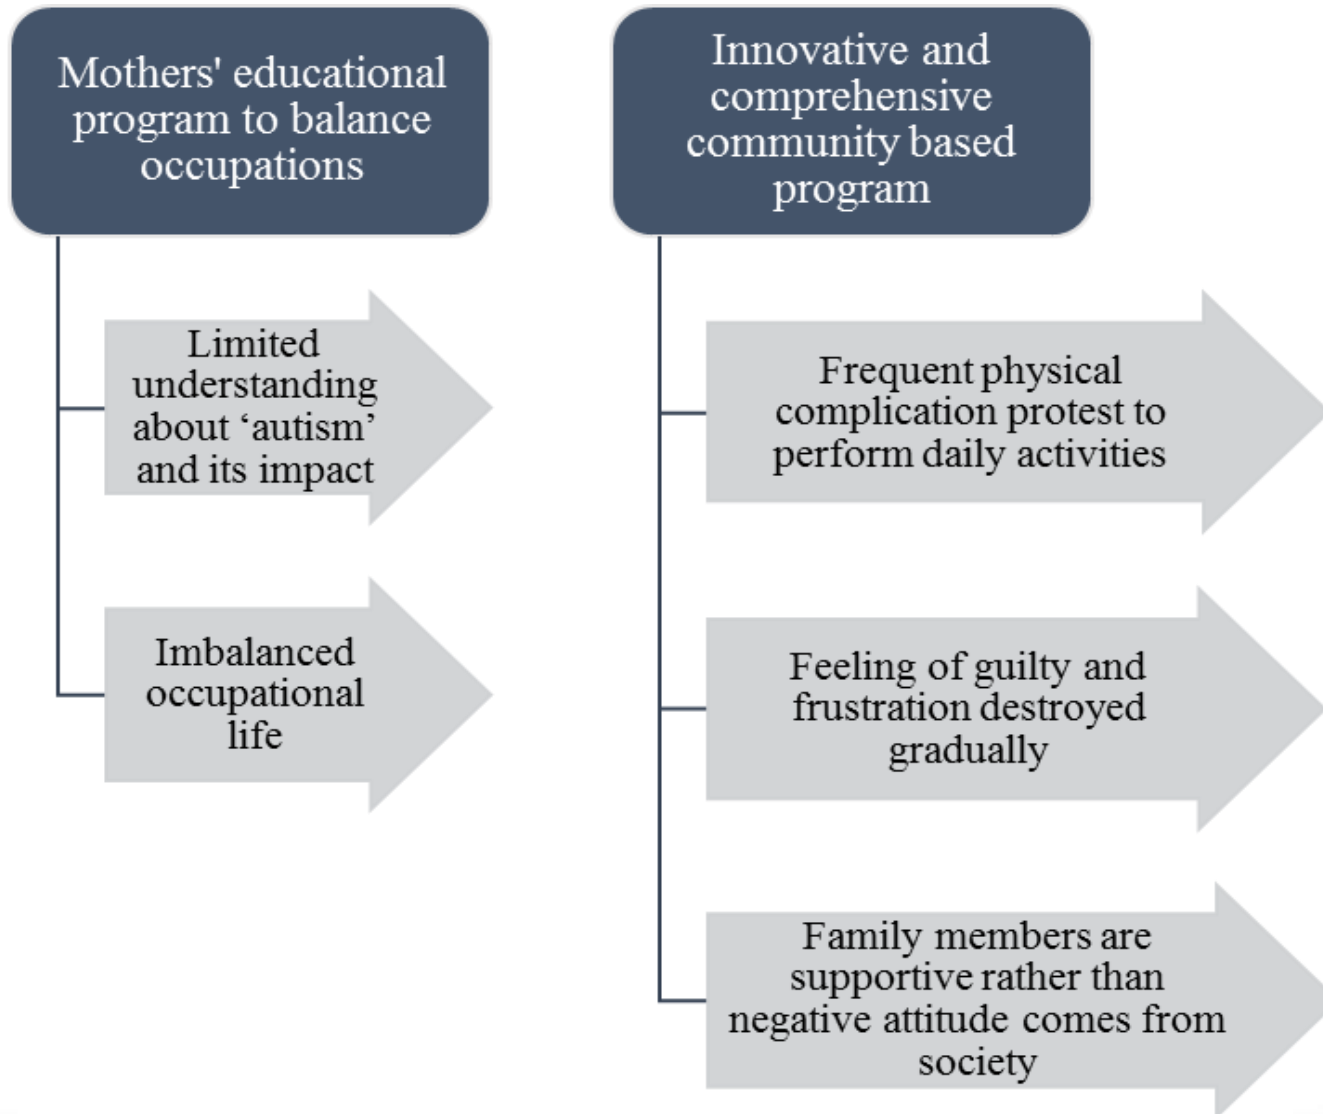 Mothers' educational
program to balance
occupations
Limited
understanding
about ‘autism’
and its impact
Imbalanced
occupational
life
Innovative and
comprehensive
community based
program
Frequent physical
complication protest to
perform daily activities
Feeling of guilty and
frustration destroyed
gradually
Family members are
supportive rather than
negative attitude comes from
society